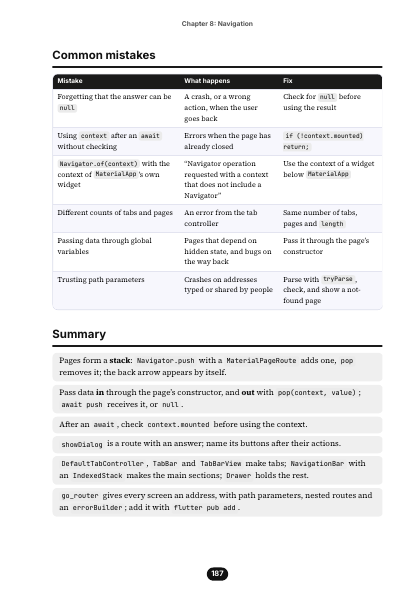 Chapter 8: Navigation
Common mistakes
Mistake What happens Fix
Forgetting that the answer can be
null
A crash, or a wrong
action, when the user
goes back
Check for null before
using the result
Using context after an await
without checking
Errors when the page has
already closed
if (!context.mounted)
return;
Navigator.of(context) with the
context of MaterialApp's own
widget
“Navigator operation
requested with a context
that does not include a
Navigator”
Use the context of a widget
below MaterialApp
Different counts of tabs and pages
An error from the tab
controller
Same number of tabs,
pages and length
Passing data through global
variables
Pages that depend on
hidden state, and bugs on
the way back
Pass it through the page's
constructor
Trusting path parameters
Crashes on addresses
typed or shared by people
Parse with tryParse,
check, and show a not-
found page
Summary
Pages form a stack: Navigator.push with a MaterialPageRoute adds one, pop
removes it; the back arrow appears by itself.
Pass data in through the page's constructor, and out with pop(context, value);
await push receives it, or null.
After an await, check context.mounted before using the context.
showDialog is a route with an answer; name its buttons after their actions.
DefaultTabController, TabBar and TabBarView make tabs; NavigationBar with
an IndexedStack makes the main sections; Drawer holds the rest.
go_router gives every screen an address, with path parameters, nested routes and
an errorBuilder; add it with flutter pub add.
187